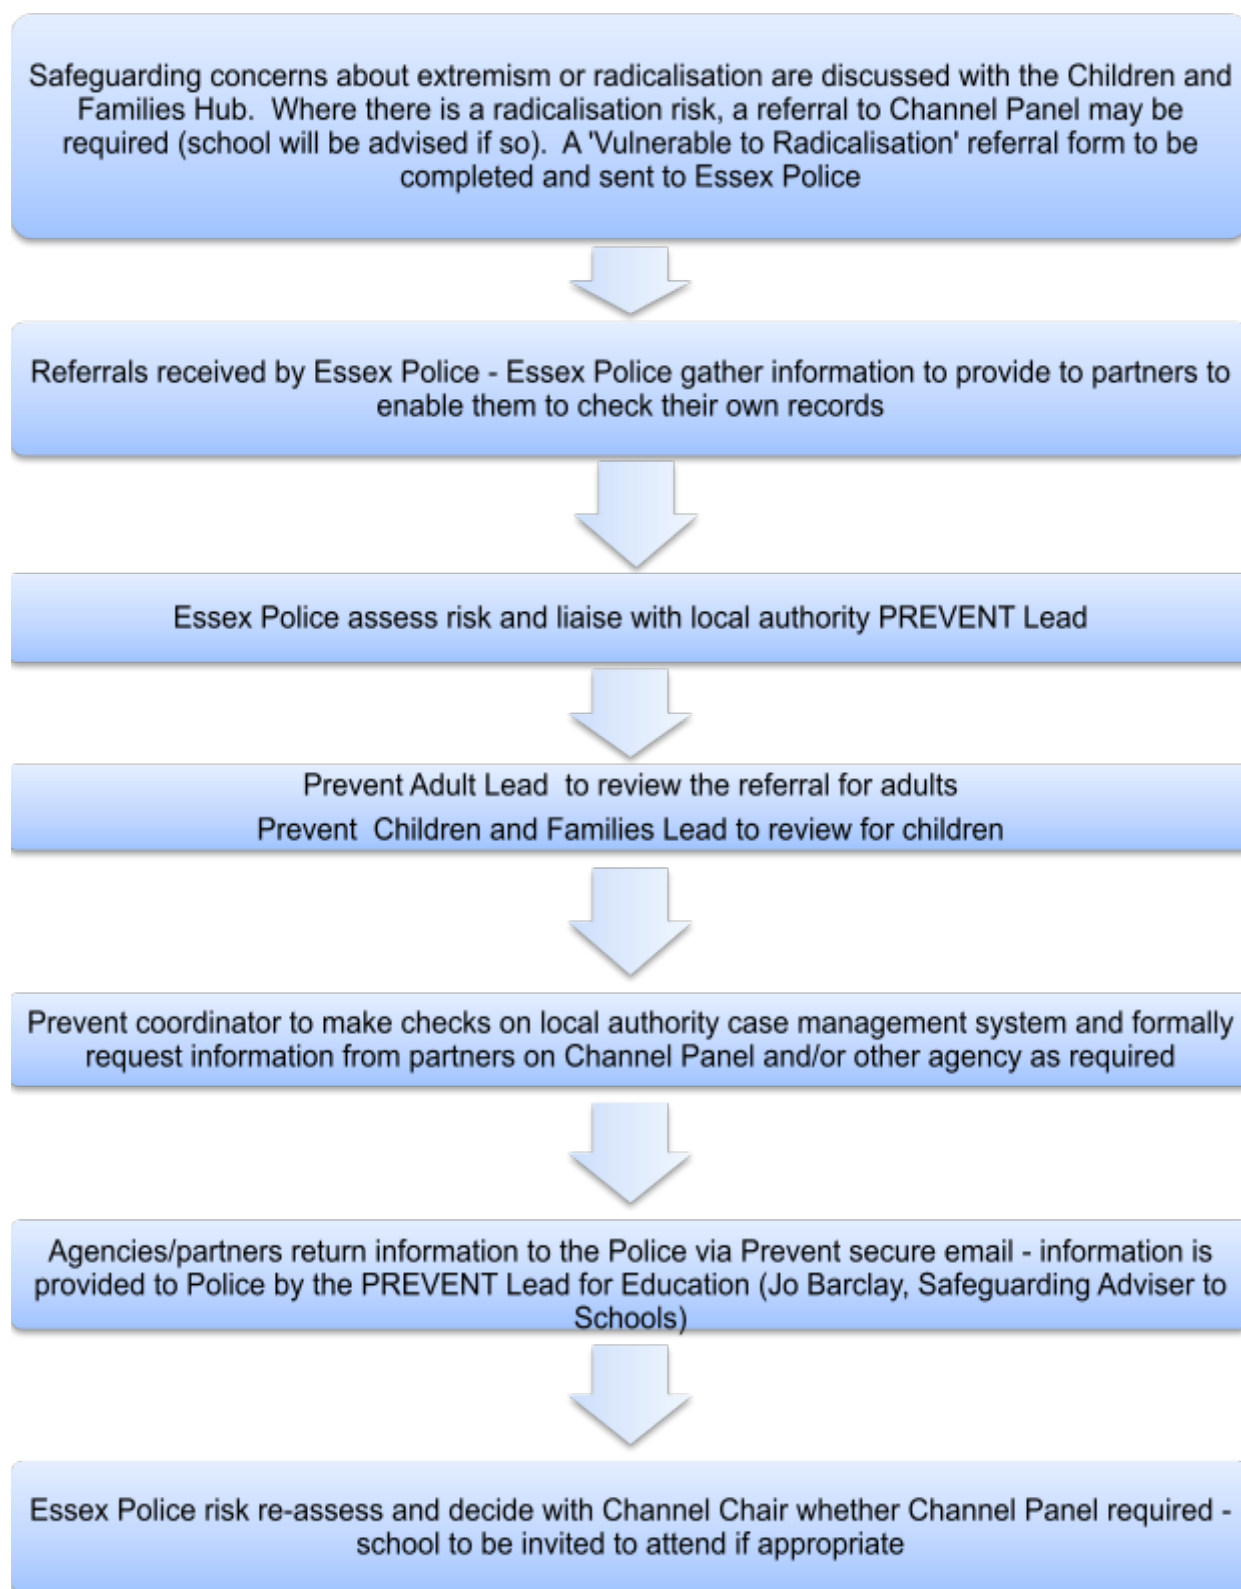 Safeguarding concerns about extremism or radicalisation are discussed with the Children and
Families Hub.  Where there is a radicalisation risk, a referral to Channel Panel may be
required (school will be advised if so).  A 'Vulnerable to Radicalisation' referral form to be
completed and sent to Essex Police
Referrals received by Essex Police - Essex Police gather information to provide to partners to
enable them to check their own records
Essex Police assess risk and liaise with local authority PREVENT Lead
Prevent Adult Lead  to review the referral for adults
Prevent  Children and Families Lead to review for children
Prevent coordinator to make checks on local authority case management system and formally
request information from partners on Channel Panel and/or other agency as required
Agencies/partners return information to the Police via Prevent secure email - information is
provided to Police by the PREVENT Lead for Education (Jo Barclay, Safeguarding Adviser to
Schools)
Essex Police risk re-assess and decide with Channel Chair whether Channel Panel required -
school to be invited to attend if appropriate